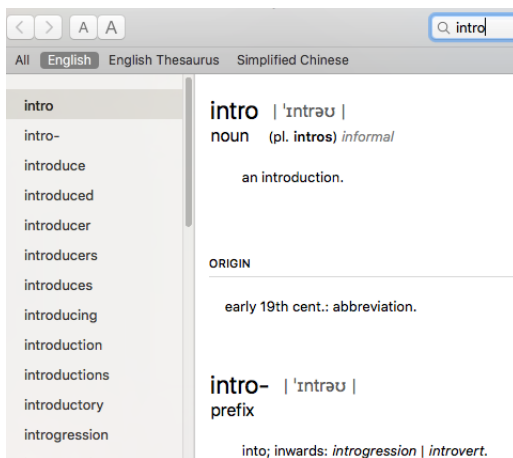 A A
intro
All English English Thesaurus Simplified Chinese
intro
intro-
introduce
introduced
introducer
introducers
introduces
introducing
introduction
introductions
introductory
introgression
intro | ˈɪntrəʊ |
noun (pl. intros) informal
an introduction.
ORIGIN
early 19th cent.: abbreviation.
intro- | ˈɪntrəʊ |
prefix
into; inwards: introgression | introvert.